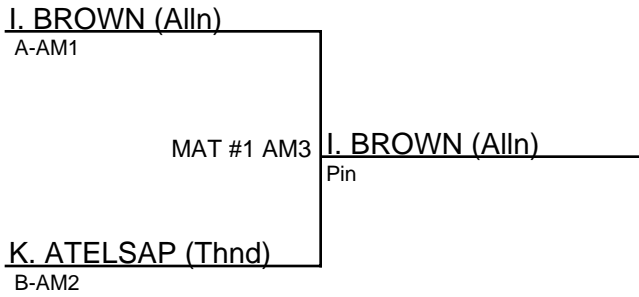 I. BROWN (Alln)
A-AM1
MAT #1 AM3
I. BROWN (Alln)
Pin
K. ATELSAP (Thnd)
B-AM2